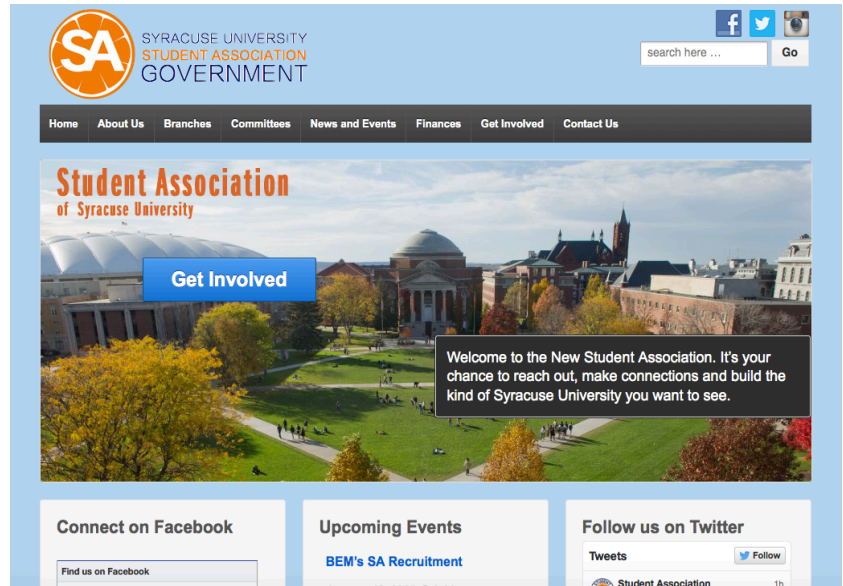 SA
SYRACUSE UNIVERSITY
STUDENT ASSOCIATION
GOVERNMENT
f
search here ...
Go
Home About Us Branches Committees News and Events Finances Get Involved Contact Us
Student Association
of Syracuse University
Get Involved
Welcome to the New Student Association. It's your
chance to reach out, make connections and build the
kind of Syracuse University you want to see.
Connect on Facebook
Find us on Facebook
Upcoming Events
BEM's SA Recruitment
Follow us on Twitter
Tweets
Follow
Student Association
1h